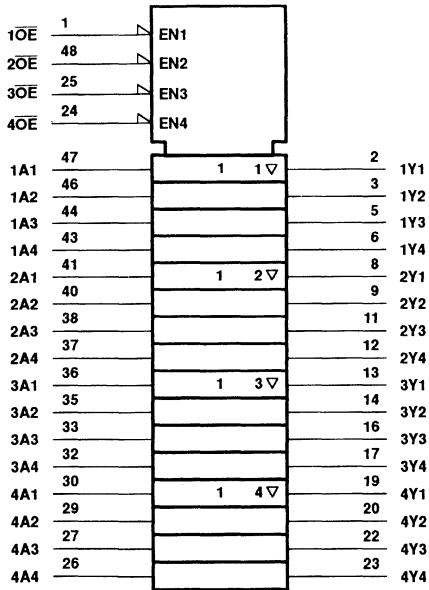 1O̅E̅ 1 EN1
2O̅E̅ 48 EN2
3O̅E̅ 25 EN3
4O̅E̅ 24 EN4
1A1 47 1 1 ▽ 2 1Y1
1A2 46 3 1Y2
1A3 44 5 1Y3
1A4 43 6 1Y4
2A1 41 1 2 ▽ 8 2Y1
2A2 40 9 2Y2
2A3 38 11 2Y3
2A4 37 12 2Y4
3A1 36 1 3 ▽ 13 3Y1
3A2 35 14 3Y2
3A3 33 16 3Y3
3A4 32 17 3Y4
4A1 30 1 4 ▽ 19 4Y1
4A2 29 20 4Y2
4A3 27 22 4Y3
4A4 26 23 4Y4